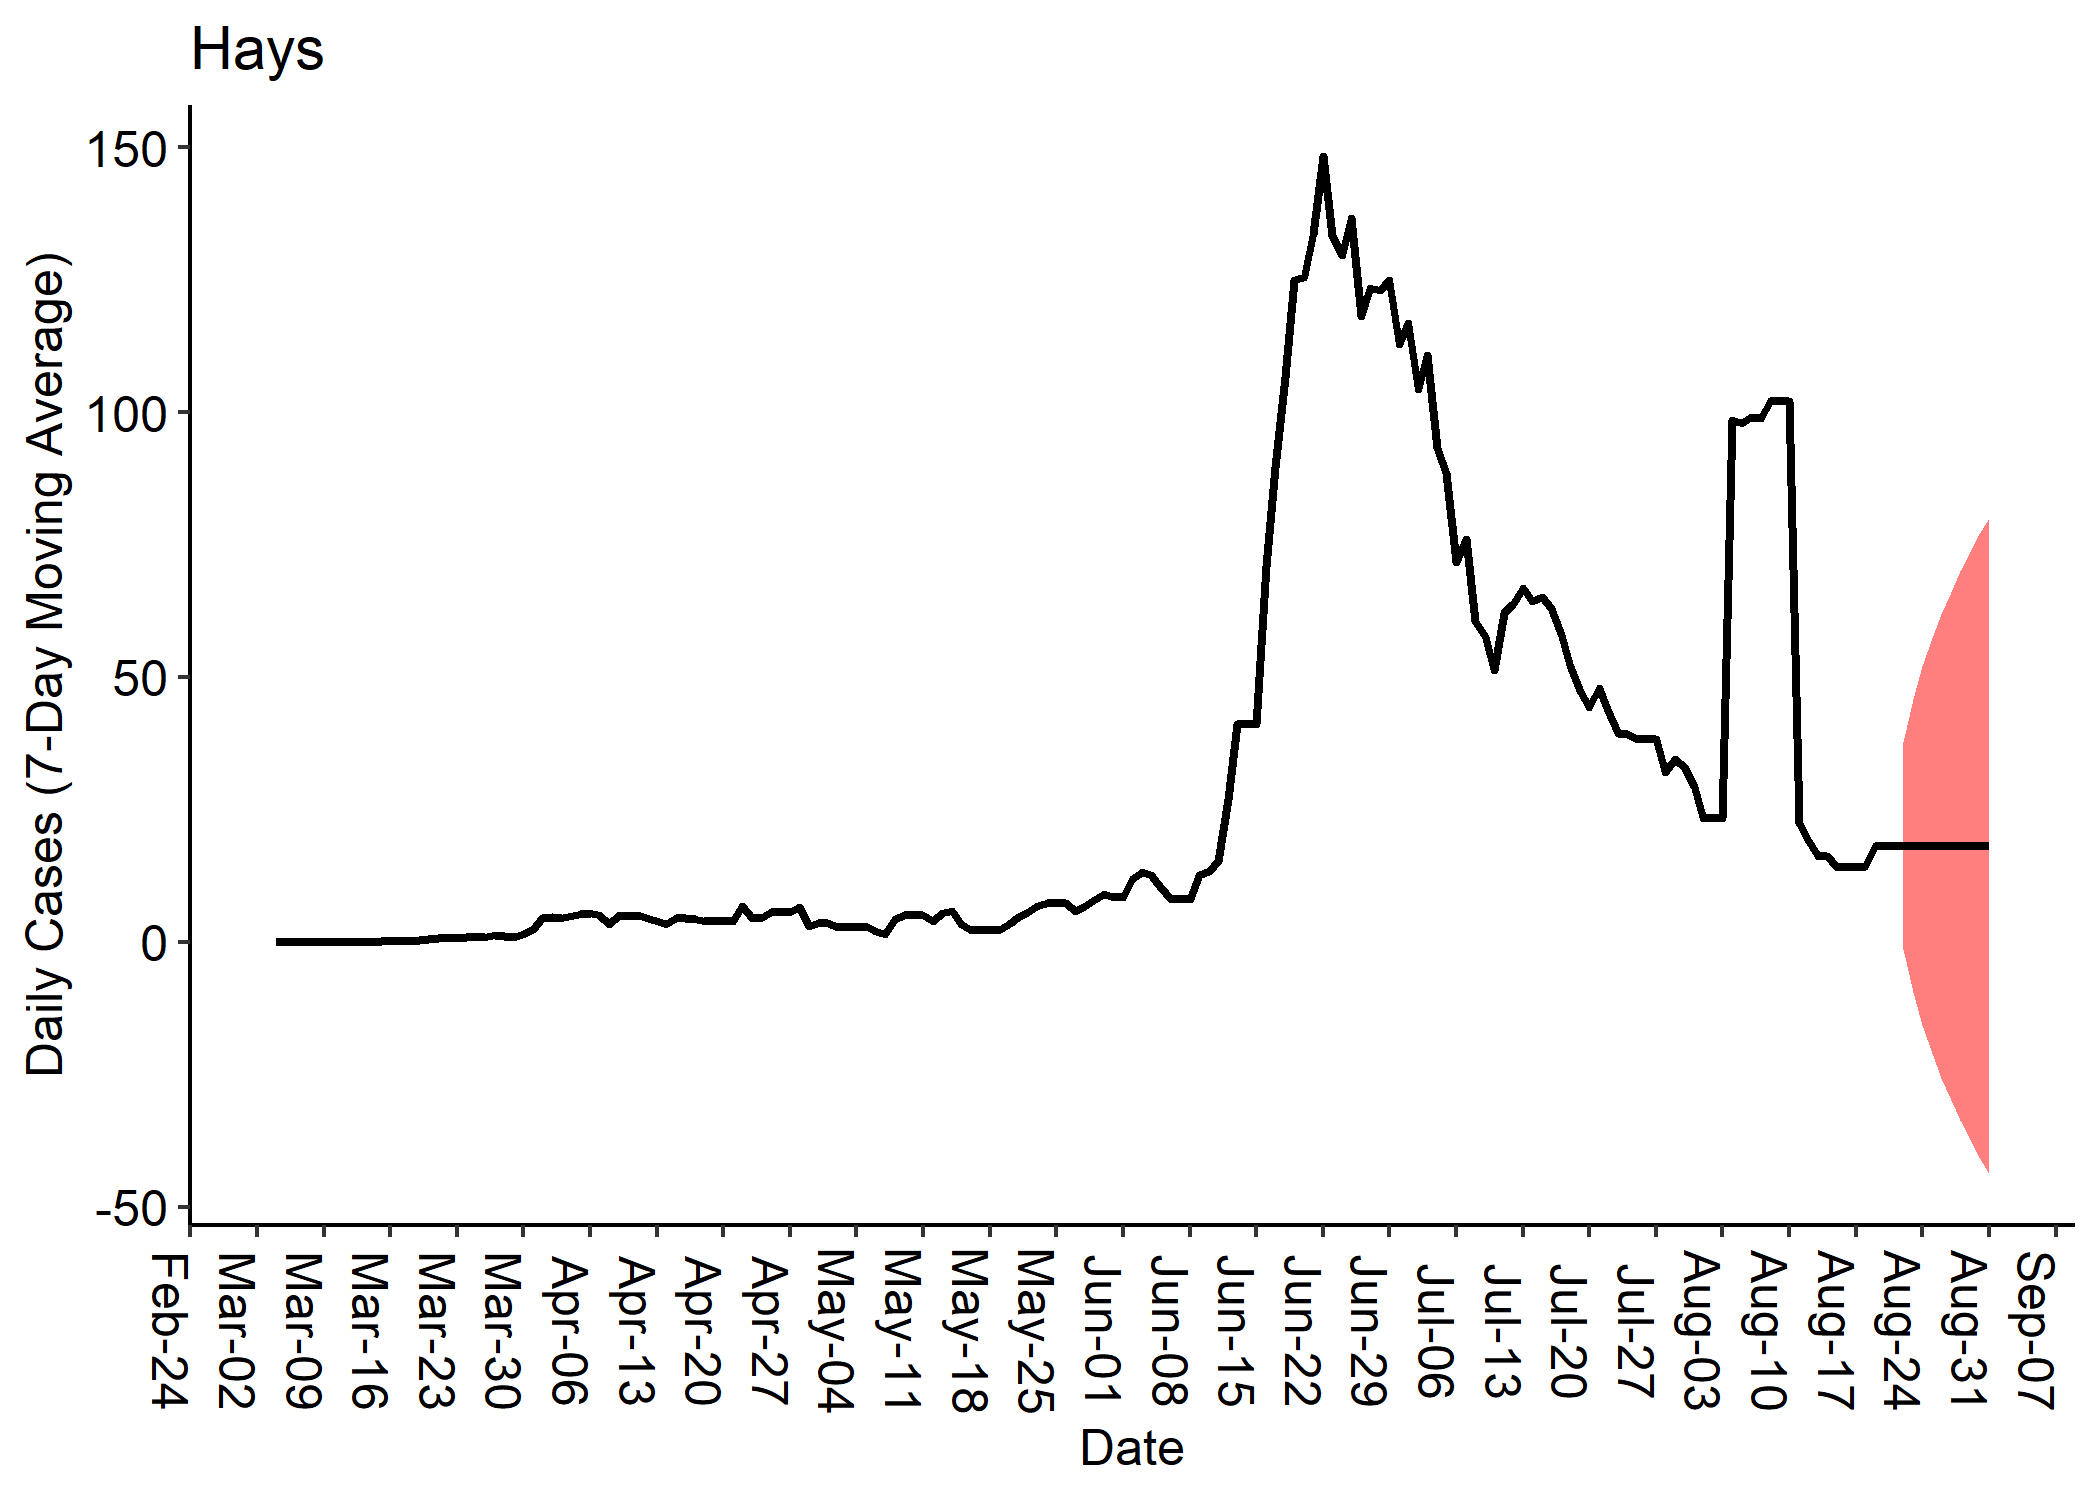 Hays
Daily Cases (7-Day Moving Average)
150
100
50
0
-50
Feb-24
Mar-02
Mar-09
Mar-16
Mar-23
Mar-30
Apr-06
Apr-13
Apr-20
Apr-27
May-04
May-11
May-18
May-25
Jun-01
Jun-08
Jun-15
Jun-22
Jun-29
Jul-06
Jul-13
Jul-20
Jul-27
Aug-03
Aug-10
Aug-17
Aug-24
Aug-31
Sep-07
Date